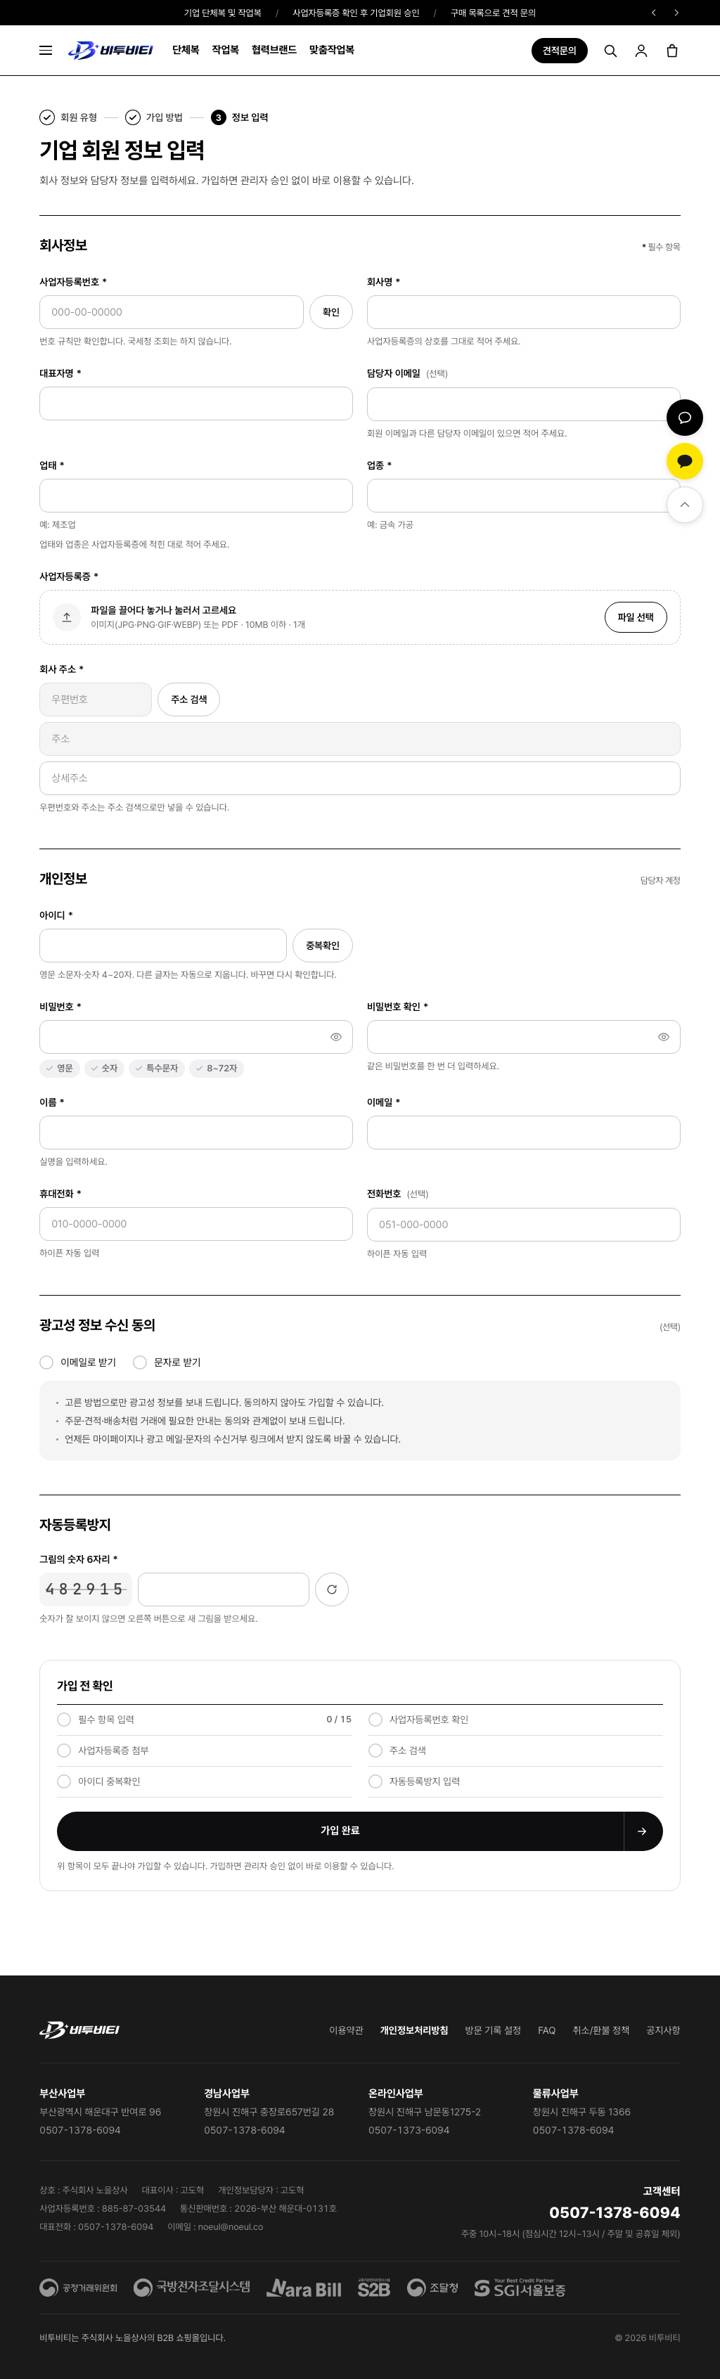 기업 단체복 및 작업복 / 사업자등록증 확인 후 기업회원 승인 / 구매 목록으로 견적 문의
비투비티 단체복 작업복 협력브랜드 맞춤작업복 견적문의
회원 유형 가입 방법 3 정보 입력
기업 회원 정보 입력
회사 정보와 담당자 정보를 입력하세요. 가입하면 관리자 승인 없이 바로 이용할 수 있습니다.
회사정보 * 필수 항목
사업자등록번호 * 회사명 *
000-00-00000 확인
번호 규칙만 확인합니다. 국세청 조회는 하지 않습니다. 사업자등록증의 상호를 그대로 적어 주세요.
대표자명 * 담당자 이메일 (선택)
회원 이메일과 다른 담당자 이메일이 있으면 적어 주세요.
업태 * 업종 *
예: 제조업 예: 금속 가공
업태와 업종은 사업자등록증에 적힌 대로 적어 주세요.
사업자등록증 *
파일을 끌어다 놓거나 눌러서 고르세요
이미지(JPG·PNG·GIF·WEBP) 또는 PDF · 10MB 이하 · 1개
파일 선택
회사 주소 *
우편번호 주소 검색
주소
상세주소
우편번호와 주소는 주소 검색으로만 넣을 수 있습니다.
개인정보 담당자 계정
아이디 *
중복확인
영문 소문자·숫자 4~20자. 다른 글자는 자동으로 지웁니다. 바꾸면 다시 확인합니다.
비밀번호 * 비밀번호 확인 *
영문 숫자 특수문자 8~72자 같은 비밀번호를 한 번 더 입력하세요.
이름 * 이메일 *
실명을 입력하세요.
휴대전화 * 전화번호 (선택)
010-0000-0000 051-000-0000
하이픈 자동 입력 하이픈 자동 입력
광고성 정보 수신 동의 (선택)
이메일로 받기 문자로 받기
· 고른 방법으로만 광고성 정보를 보내 드립니다. 동의하지 않아도 가입할 수 있습니다.
· 주문·견적·배송처럼 거래에 필요한 안내는 동의와 관계없이 보내 드립니다.
· 언제든 마이페이지나 광고 메일·문자의 수신거부 링크에서 받지 않도록 바꿀 수 있습니다.
자동등록방지
그림의 숫자 6자리 *
482915
숫자가 잘 보이지 않으면 오른쪽 버튼으로 새 그림을 받으세요.
가입 전 확인
필수 항목 입력 0 / 15 사업자등록번호 확인
사업자등록증 첨부 주소 검색
아이디 중복확인 자동등록방지 입력
가입 완료
위 항목이 모두 끝나야 가입할 수 있습니다. 가입하면 관리자 승인 없이 바로 이용할 수 있습니다.
비투비티 이용약관 개인정보처리방침 방문 기록 설정 FAQ 취소/환불 정책 공지사항
부산사업부 경남사업부 온라인사업부 물류사업부
부산광역시 해운대구 반여로 96 창원시 진해구 충장로657번길 28 창원시 진해구 남문동1275-2 창원시 진해구 두동 1366
0507-1378-6094 0507-1378-6094 0507-1373-6094 0507-1378-6094
상호 : 주식회사 노을상사 대표이사 : 고도혁 개인정보담당자 : 고도혁
사업자등록번호 : 885-87-03544 통신판매번호 : 2026-부산 해운대-0131호
대표전화 : 0507-1378-6094 이메일 : noeul@noeul.co
고객센터
0507-1378-6094
주중 10시~18시 (점심시간 12시~13시 / 주말 및 공휴일 제외)
공정거래위원회 국방전자조달시스템 Nara Bill S2B 조달청 Your Best Credit Partner SGI서울보증
비투비티는 주식회사 노을상사의 B2B 쇼핑몰입니다. © 2026 비투비티